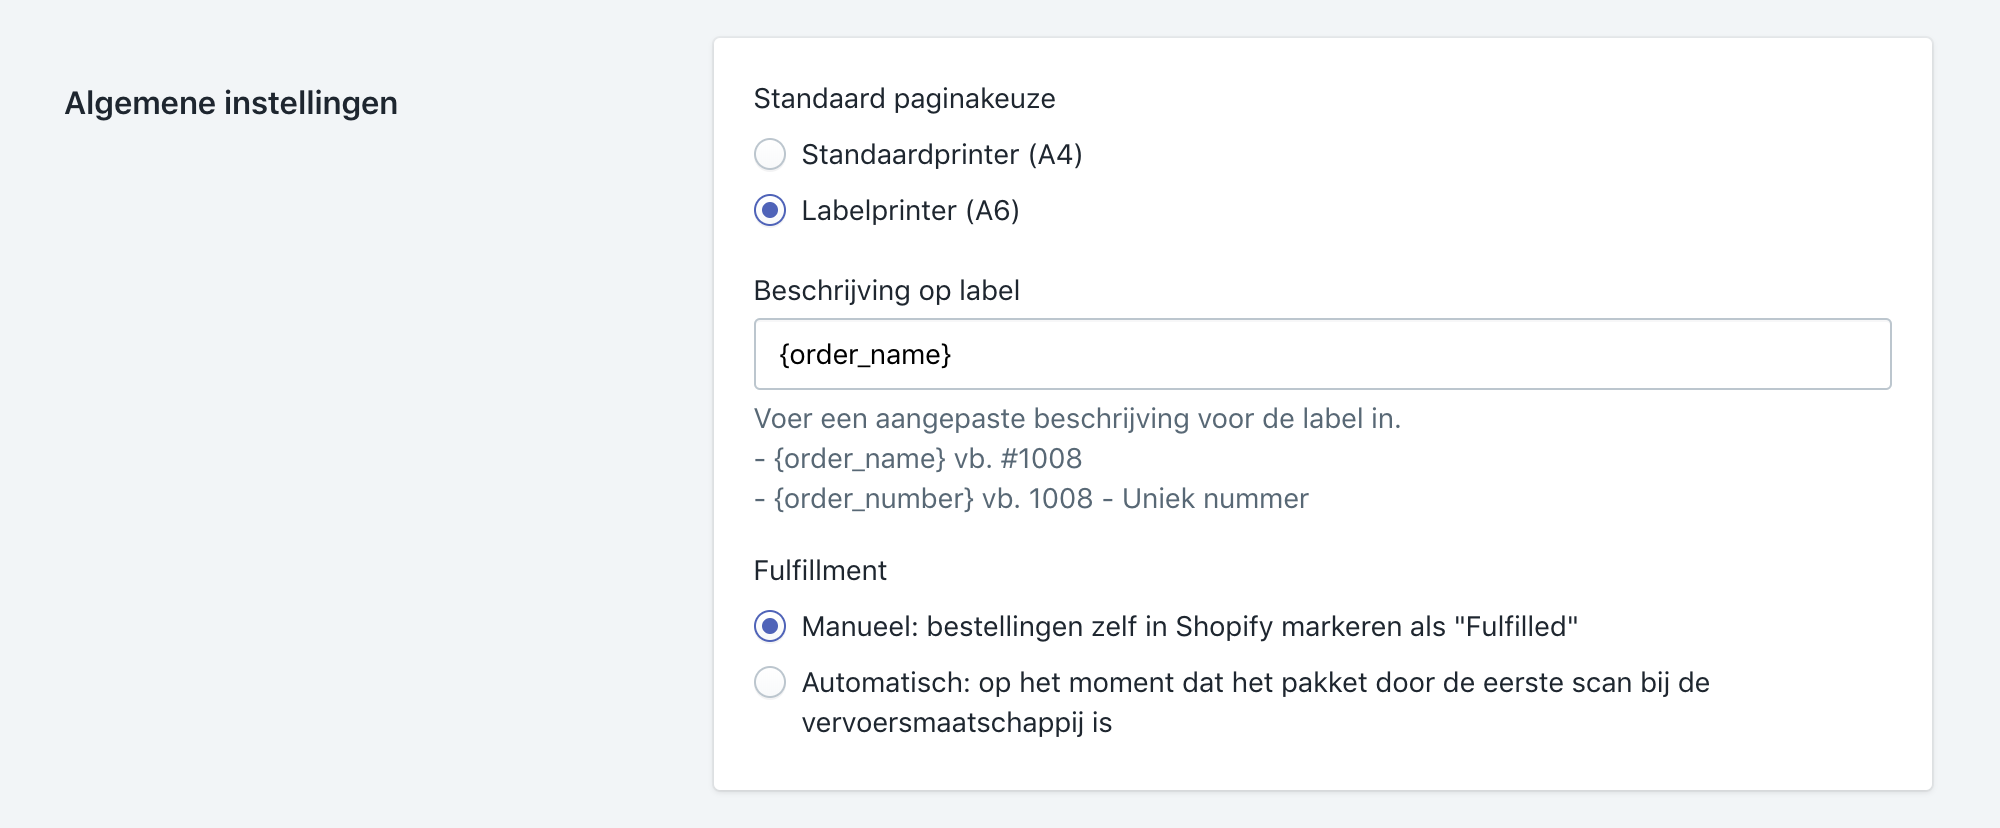 Algemene instellingen
Standaard paginakeuze
Standaardprinter (A4)
Labelprinter (A6)
Beschrijving op label
{order_name}
Voer een aangepaste beschrijving voor de label in.
- {order_name} vb. #1008
- {order_number} vb. 1008 - Uniek nummer
Fulfillment
Manueel: bestellingen zelf in Shopify markeren als "Fulfilled"
Automatisch: op het moment dat het pakket door de eerste scan bij de
vervoersmaatschappij is